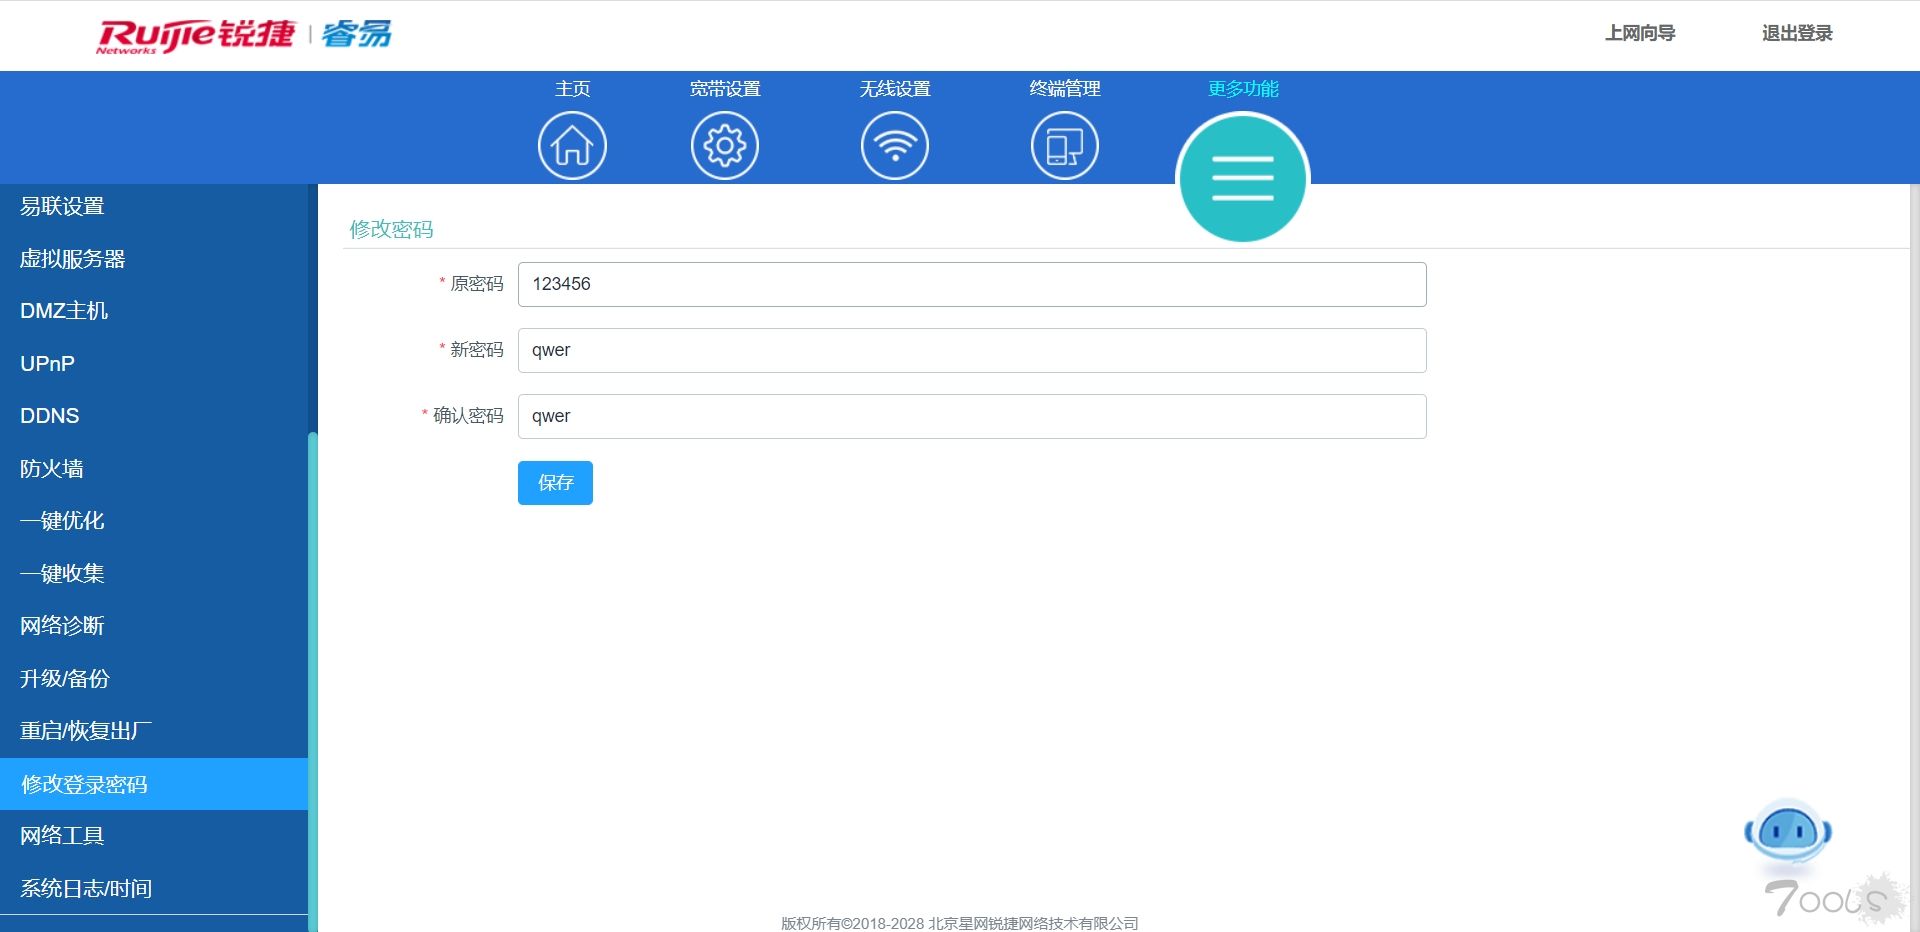 Ruijie锐捷 | 睿易
Networks
上网向导
退出登录
主页
宽带设置
无线设置
终端管理
更多功能
易联设置
虚拟服务器
DMZ主机
UPnP
DDNS
防火墙
一键优化
一键收集
网络诊断
升级/备份
重启/恢复出厂
修改登录密码
网络工具
系统日志/时间
修改密码
* 原密码 123456
* 新密码 qwer
* 确认密码 qwer
保存
7ools
版权所有©2018-2028 北京星网锐捷网络技术有限公司